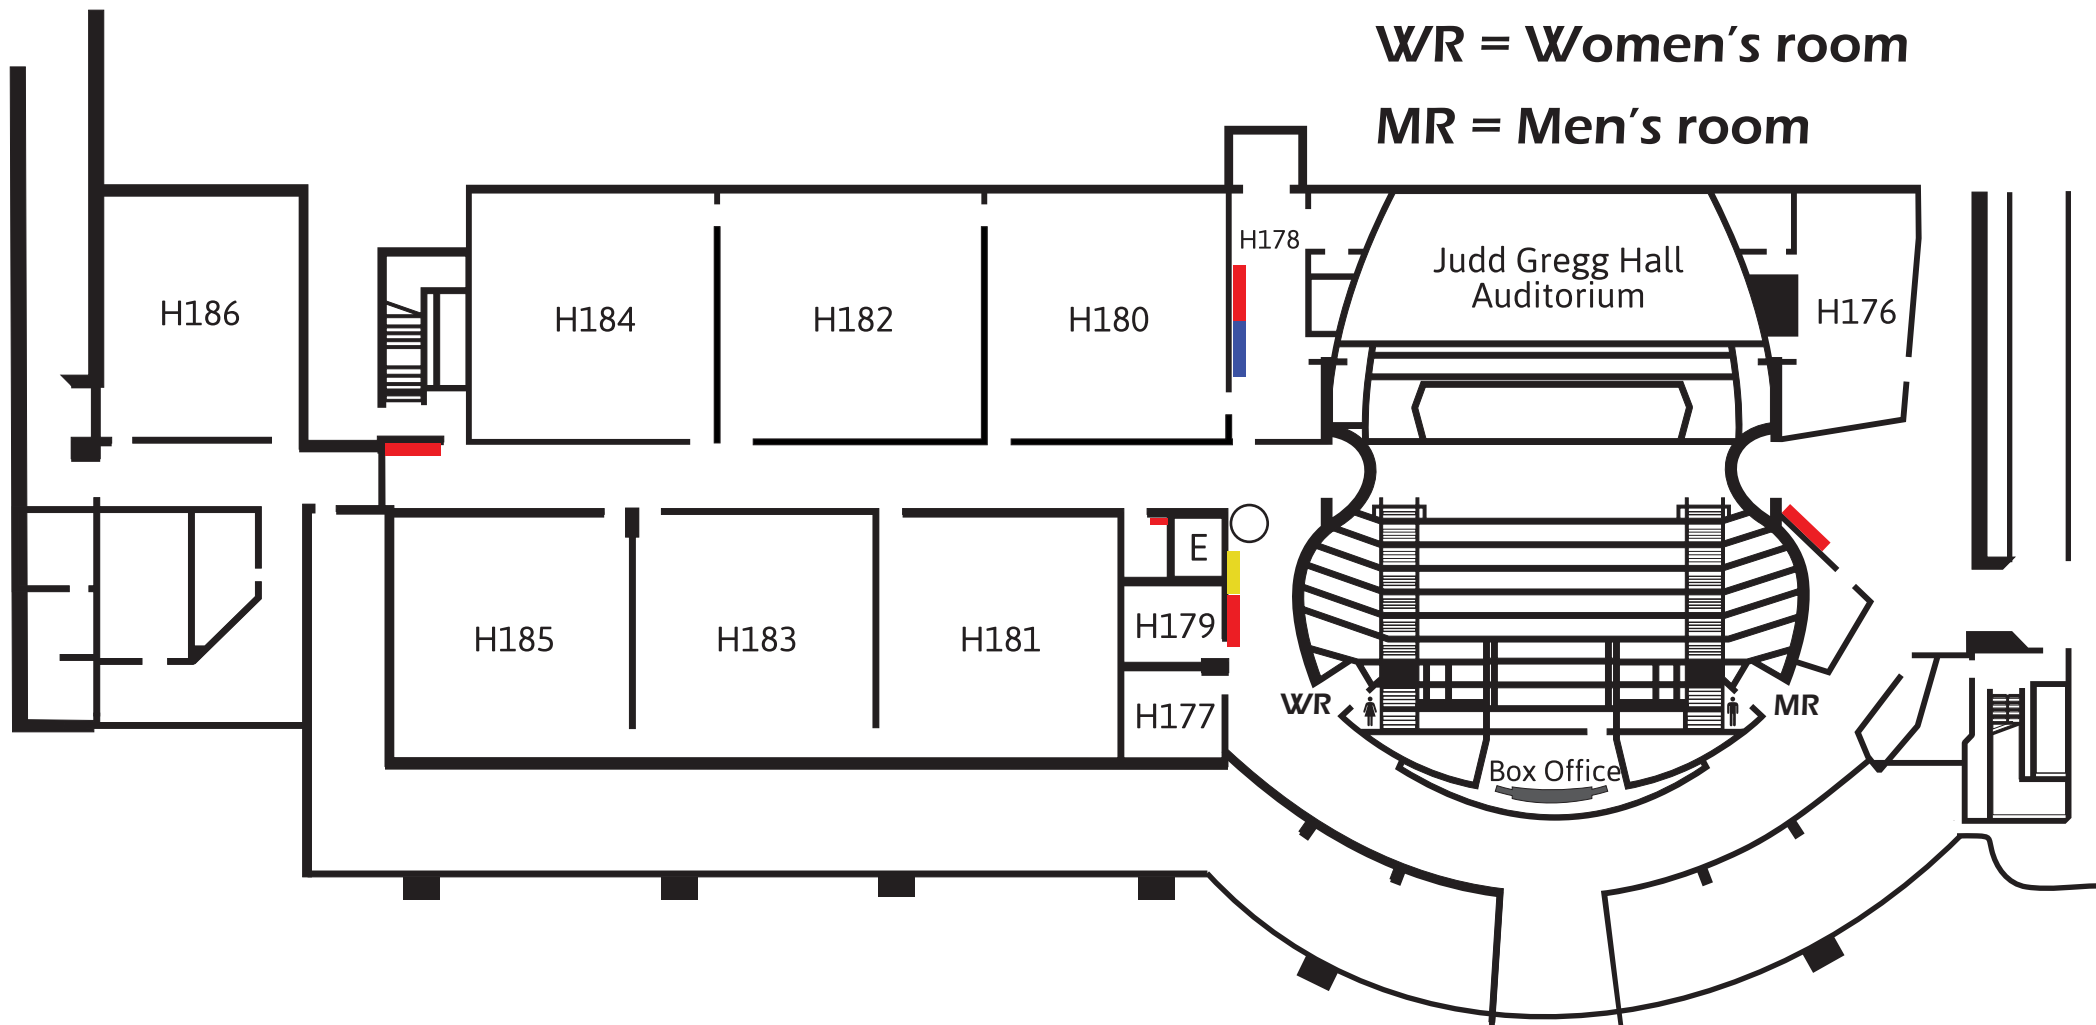 WR = Women's room
MR = Men's room
H178
Judd Gregg Hall
Auditorium
H186
H184
H182
H180
H176
E
H185
H183
H181
H179
H177
WR
MR
Box Office